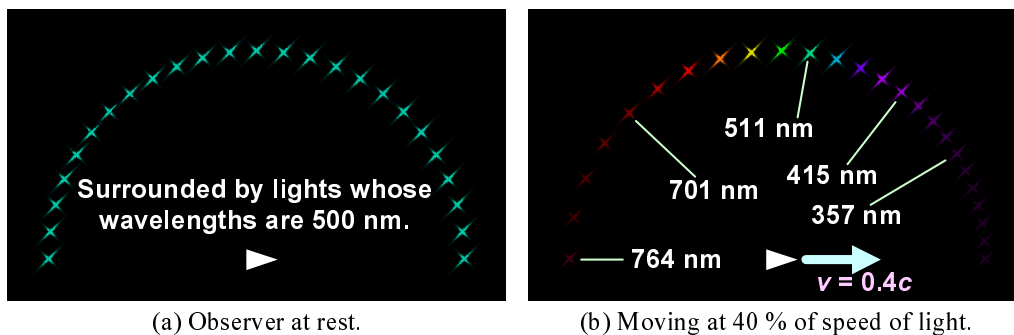 Surrounded by lights whose
wavelengths are 500 nm.
(a) Observer at rest.
511 nm
415 nm
701 nm
357 nm
764 nm
v = 0.4c
(b) Moving at 40 % of speed of light.